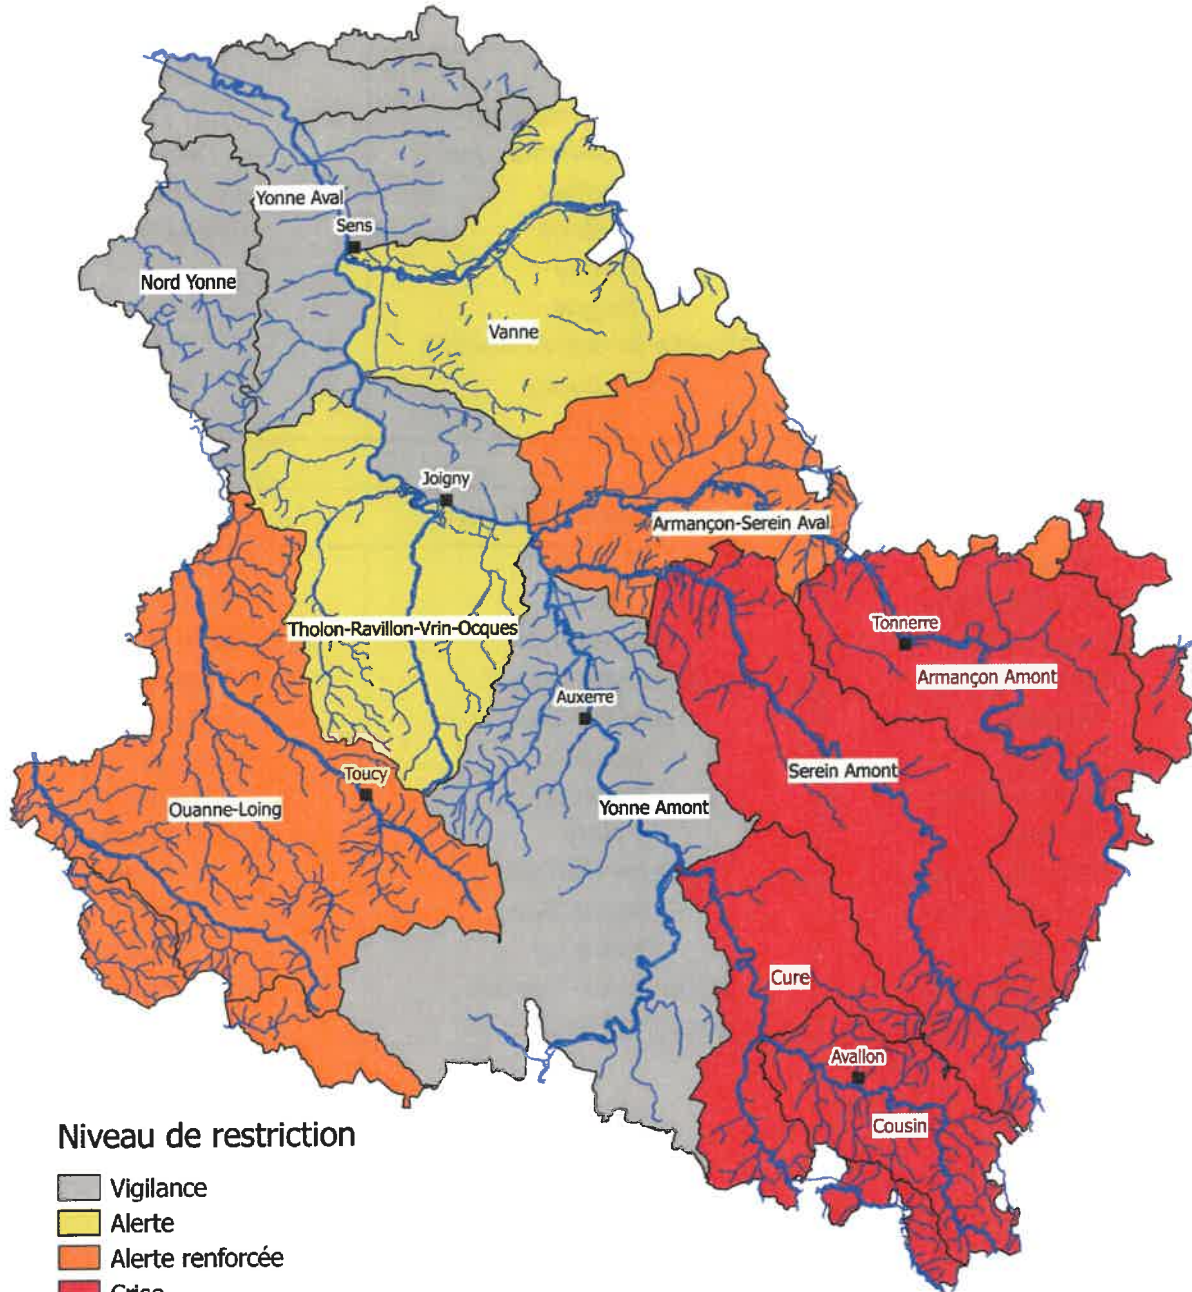 Yonne Aval
Sens
Nord Yonne
Vanne
Joigny
Armançon-Serein Aval
Tholon-Ravillon-Vrin-Ocques
Tonnerre
Armançon Amont
Auxerre
Serein Amont
Toucy
Ouanne-Loing
Yonne Amont
Cure
Avallon
Cousin
Niveau de restriction
Vigilance
Alerte
Alerte renforcée
Crise